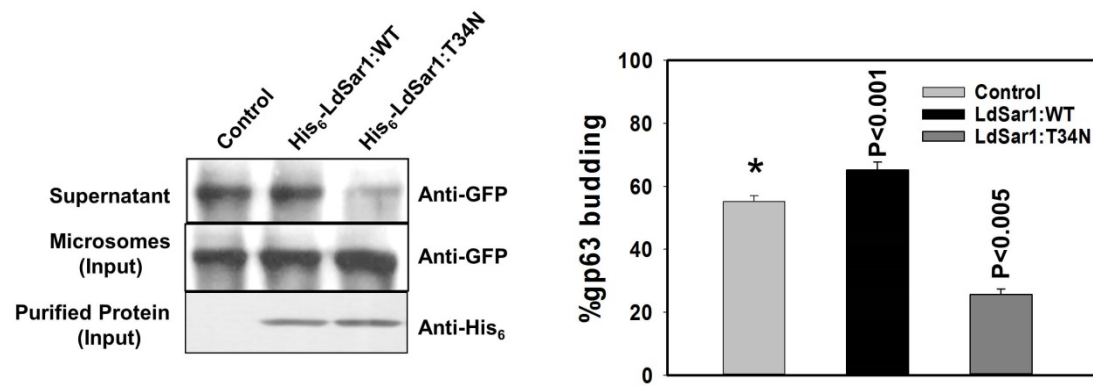 Control
His₆-LdSar1:WT
His₆-LdSar1:T34N
Supernatant
Anti-GFP
Microsomes
(Input)
Anti-GFP
Purified Protein
(Input)
Anti-His₆
%gp63 budding
100
80
60
40
20
0
*
P<0.001
P<0.005
Control
LdSar1:WT
LdSar1:T34N